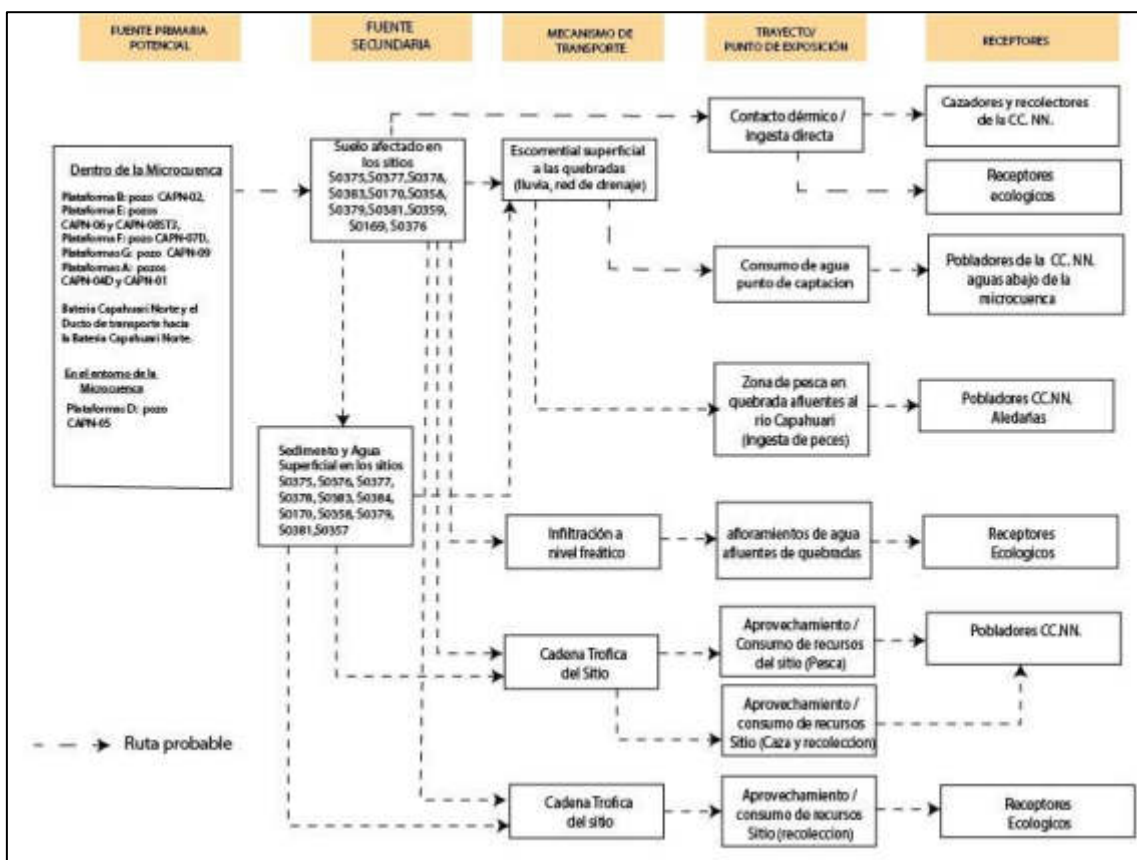 FUENTE PRIMARIA
POTENCIAL
FUENTE
SECUNDARIA
MECANISMO DE
TRANSPORTE
TRAYECTO/
PUNTO DE EXPOSICIÓN
RECEPTORES
Dentro de la Microcuenca
Plataforma B: pozo CAPN-02,
Plataforma E: pozos
CAPN-06 y CAPN-08ST3,
Plataforma F: pozo CAPN-07D,
Plataformas G: pozo CAPN-09
Plataformas A: pozos
CAPN-04D y CAPN-01
Bateria Capahuari Norte y el
Ducto de transporte hacia
la Bateria Capahuari Norte.
En el entorno de la
Microcuenca
Plataformas D: pozo
CAPN-05
Suelo afectado en
los sitios
S0375,S0377,S0378,
S0383,S0170,S0358,
S0379,S0381,S0359,
S0169, S0376
Sedimento y Agua
Superficial en los sitios
S0375, S0376, S0377,
S0378, S0383, S0384,
S0170, S0358, S0379,
S0381,S0357
Escorrential superficial
a las quebradas
(lluvia, red de drenaje)
Infiltración a
nivel freático
Cadena Trofica
del Sitio
Cadena Trofica
del sitio
Contacto dérmico /
Ingesta directa
Consumo de agua
punto de captacion
Zona de pesca en
quebrada afluentes al
rio Capahuari
(Ingesta de peces)
afloramientos de agua
afluentes de quebradas
Aprovechamiento /
Consumo de recursos
del sitio (Pesca)
Aprovechamiento /
consumo de recursos
Sitio (Caza y recoleccion)
Aprovechamiento /
consumo de recursos
Sitio (recoleccion)
Cazadores y recolectores
de la CC. NN.
Receptores
ecologicos
Pobladores de la CC. NN.
aguas abajo de la
microcuenca
Pobladores CC.NN.
Aledañas
Receptores
Ecologicos
Pobladores CC.NN.
Receptores
Ecologicos
Ruta probable